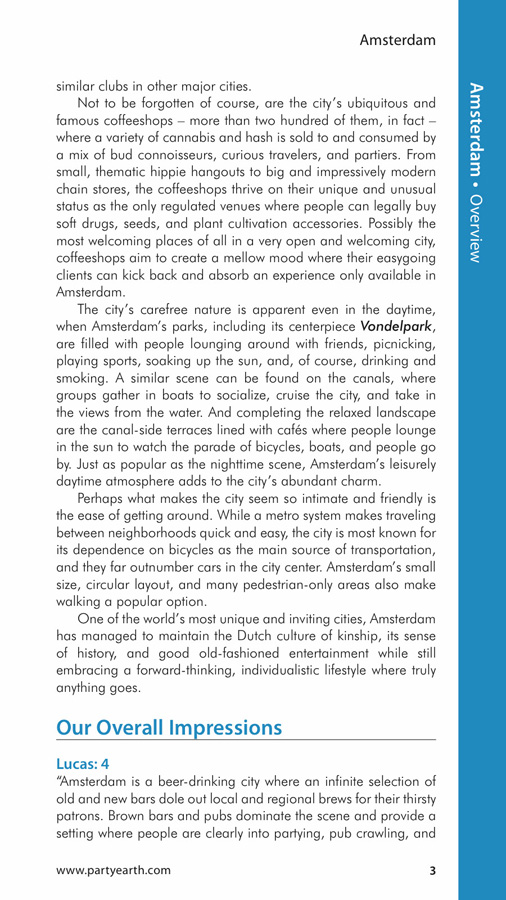 Amsterdam
similar clubs in other major cities.
Not to be forgotten of course, are the city's ubiquitous and
famous coffeeshops – more than two hundred of them, in fact –
where a variety of cannabis and hash is sold to and consumed by
a mix of bud connoisseurs, curious travelers, and partiers. From
small, thematic hippie hangouts to big and impressively modern
chain stores, the coffeeshops thrive on their unique and unusual
status as the only regulated venues where people can legally buy
soft drugs, seeds, and plant cultivation accessories. Possibly the
most welcoming places of all in a very open and welcoming city,
coffeeshops aim to create a mellow mood where their easygoing
clients can kick back and absorb an experience only available in
Amsterdam.
The city's carefree nature is apparent even in the daytime,
when Amsterdam's parks, including its centerpiece Vondelpark,
are filled with people lounging around with friends, picnicking,
playing sports, soaking up the sun, and, of course, drinking and
smoking. A similar scene can be found on the canals, where
groups gather in boats to socialize, cruise the city, and take in
the views from the water. And completing the relaxed landscape
are the canal-side terraces lined with cafés where people lounge
in the sun to watch the parade of bicycles, boats, and people go
by. Just as popular as the nighttime scene, Amsterdam's leisurely
daytime atmosphere adds to the city's abundant charm.
Perhaps what makes the city seem so intimate and friendly is
the ease of getting around. While a metro system makes traveling
between neighborhoods quick and easy, the city is most known for
its dependence on bicycles as the main source of transportation,
and they far outnumber cars in the city center. Amsterdam's small
size, circular layout, and many pedestrian-only areas also make
walking a popular option.
One of the world's most unique and inviting cities, Amsterdam
has managed to maintain the Dutch culture of kinship, its sense
of history, and good old-fashioned entertainment while still
embracing a forward-thinking, individualistic lifestyle where truly
anything goes.
Our Overall Impressions
Lucas: 4
“Amsterdam is a beer-drinking city where an infinite selection of
old and new bars dole out local and regional brews for their thirsty
patrons. Brown bars and pubs dominate the scene and provide a
setting where people are clearly into partying, pub crawling, and
www.partyearth.com 3
Amsterdam • Overview